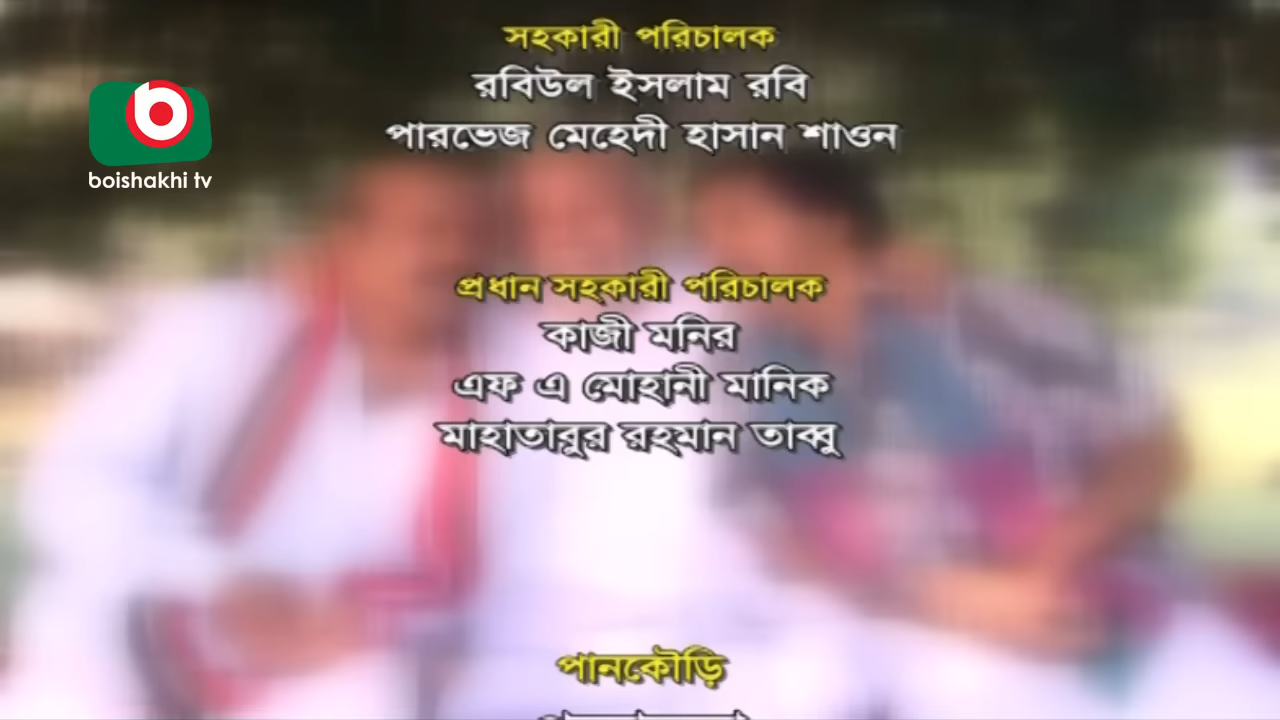 সহকারী পরিচালক
রবিউল ইসলাম রবি
পারভেজ মেহেদী হাসান শাওন
boishakhi tv
প্রধান সহকারী পরিচালক
কাজী মনির
এফ এ মোহানী মানিক
মাহাতাবুর রহমান তাব্বু
পানকৌড়ি